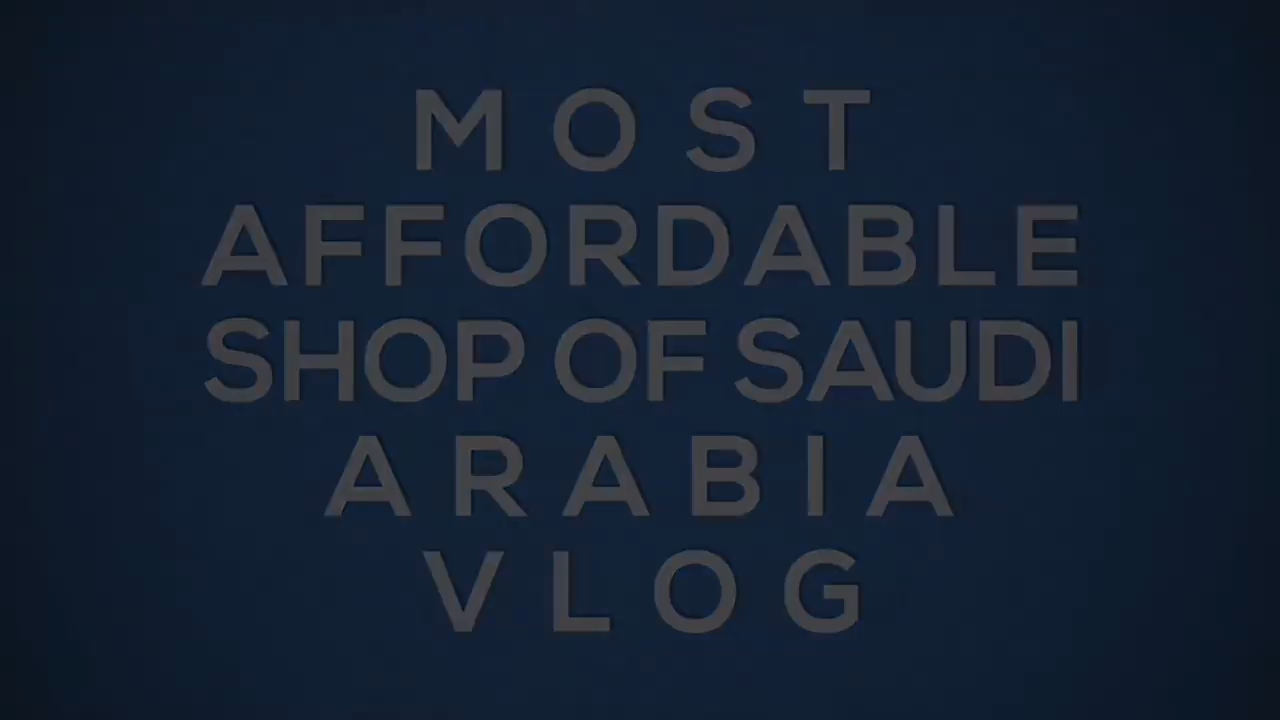 MOST
AFFORDABLE
SHOP OF SAUDI
ARABIA
VLOG